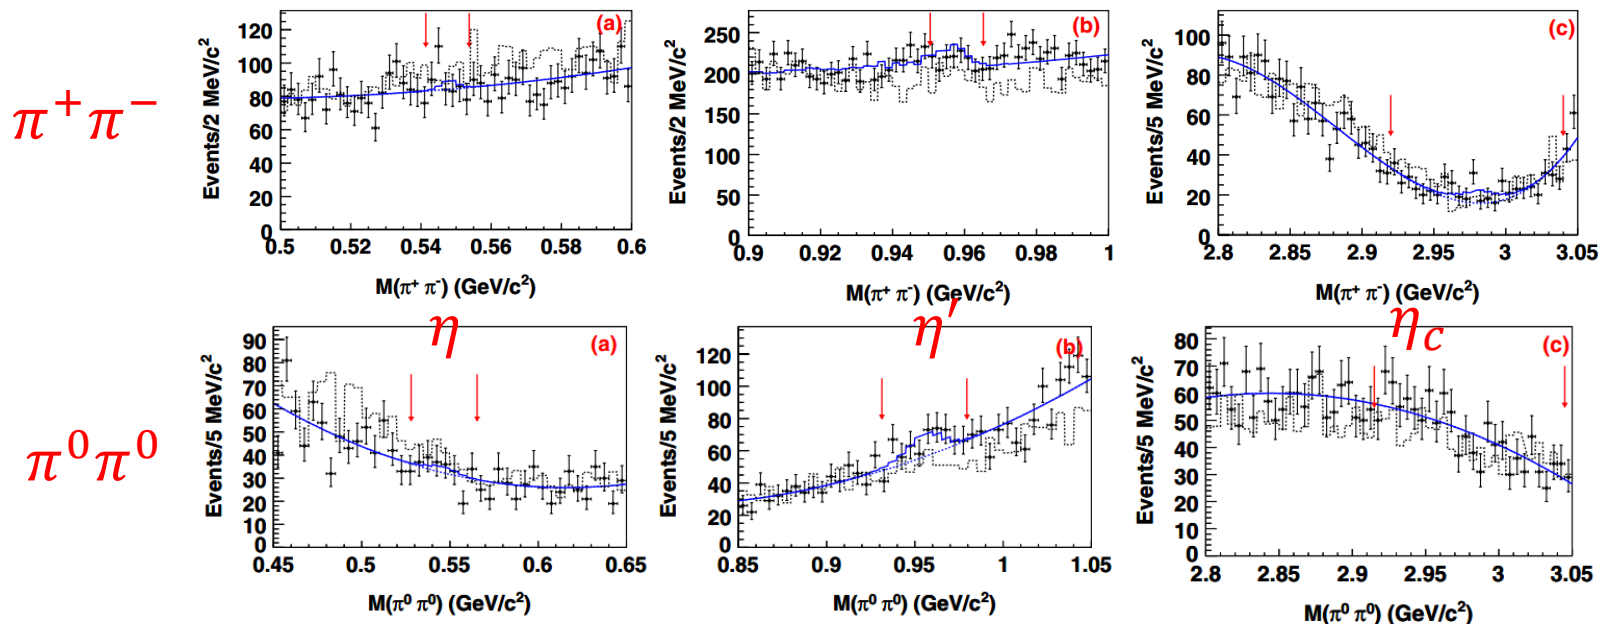 π⁺π⁻
(a)
Events/2 MeV/c²
120
100
80
60
40
20
0
0.5 0.52 0.54 0.56 0.58 0.6
M(π⁺ π⁻) (GeV/c²)
(b)
Events/2 MeV/c²
250
200
150
100
50
0
0.9 0.92 0.94 0.96 0.98 1
M(π⁺ π⁻) (GeV/c²)
(c)
Events/5 MeV/c²
100
80
60
40
20
0
2.8 2.85 2.9 2.95 3 3.05
M(π⁺ π⁻) (GeV/c²)
η
η′
η_c
π⁰π⁰
(a)
Events/5 MeV/c²
90
80
70
60
50
40
30
20
10
0
0.45 0.5 0.55 0.6 0.65
M(π⁰ π⁰) (GeV/c²)
(b)
Events/5 MeV/c²
120
100
80
60
40
20
0
0.85 0.9 0.95 1 1.05
M(π⁰ π⁰) (GeV/c²)
(c)
Events/5 MeV/c²
80
70
60
50
40
30
20
10
0
2.8 2.85 2.9 2.95 3 3.05
M(π⁰ π⁰) (GeV/c²)